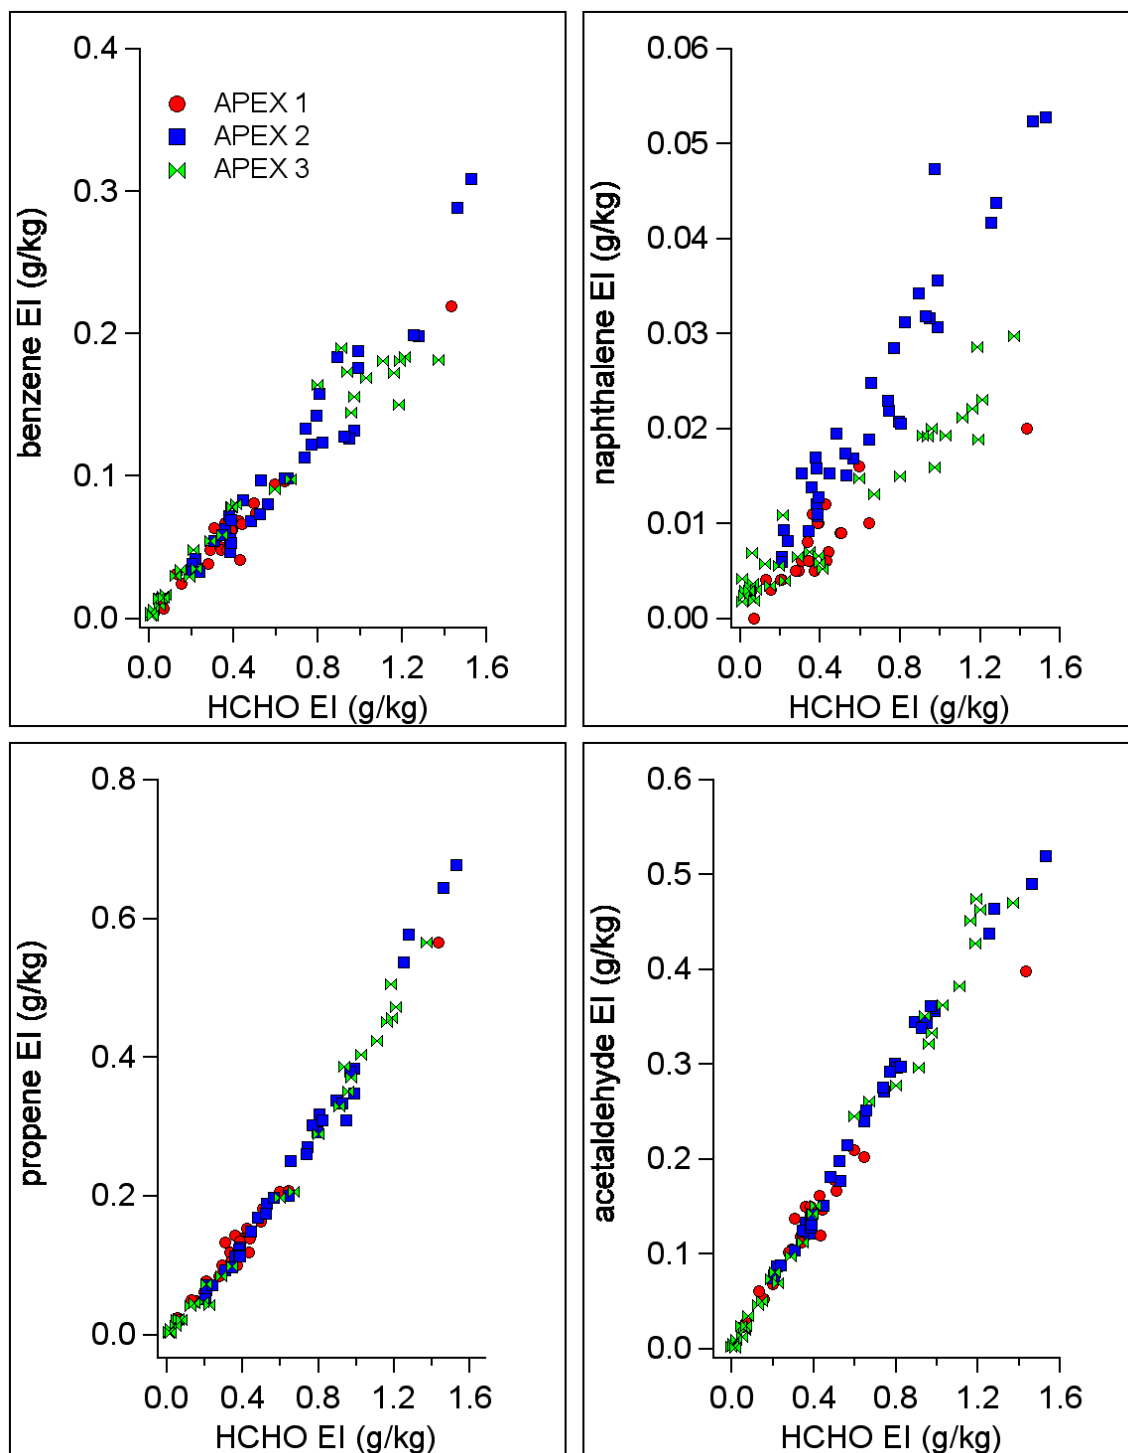 0.4
0.3
0.2
0.1
0.0
benzene EI (g/kg)
APEX 1
APEX 2
APEX 3
0.0 0.4 0.8 1.2 1.6
HCHO EI (g/kg)
0.06
0.05
0.04
0.03
0.02
0.01
0.00
naphthalene EI (g/kg)
0.0 0.4 0.8 1.2 1.6
HCHO EI (g/kg)
0.8
0.6
0.4
0.2
0.0
propene EI (g/kg)
0.0 0.4 0.8 1.2 1.6
HCHO EI (g/kg)
0.6
0.5
0.4
0.3
0.2
0.1
0.0
acetaldehyde EI (g/kg)
0.0 0.4 0.8 1.2 1.6
HCHO EI (g/kg)